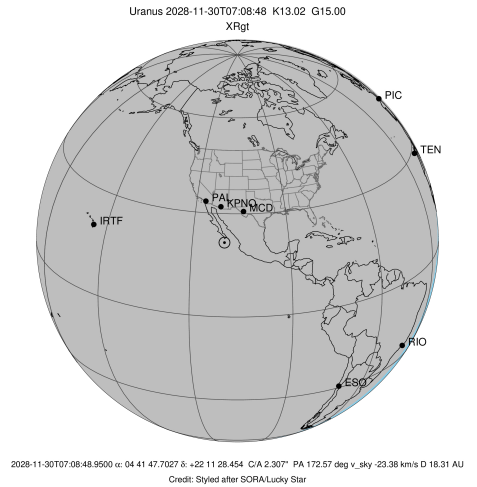 Uranus 2028-11-30T07:08:48 K13.02 G15.00
XRgt
PIC
TEN
PAL
KPNO
MCD
IRTF
RIO
ESO
2028-11-30T07:08:48.9500 α: 04 41 47.7027 δ: +22 11 28.454 C/A 2.307" PA 172.57 deg v_sky -23.38 km/s D 18.31 AU
Credit: Styled after SORA/Lucky Star